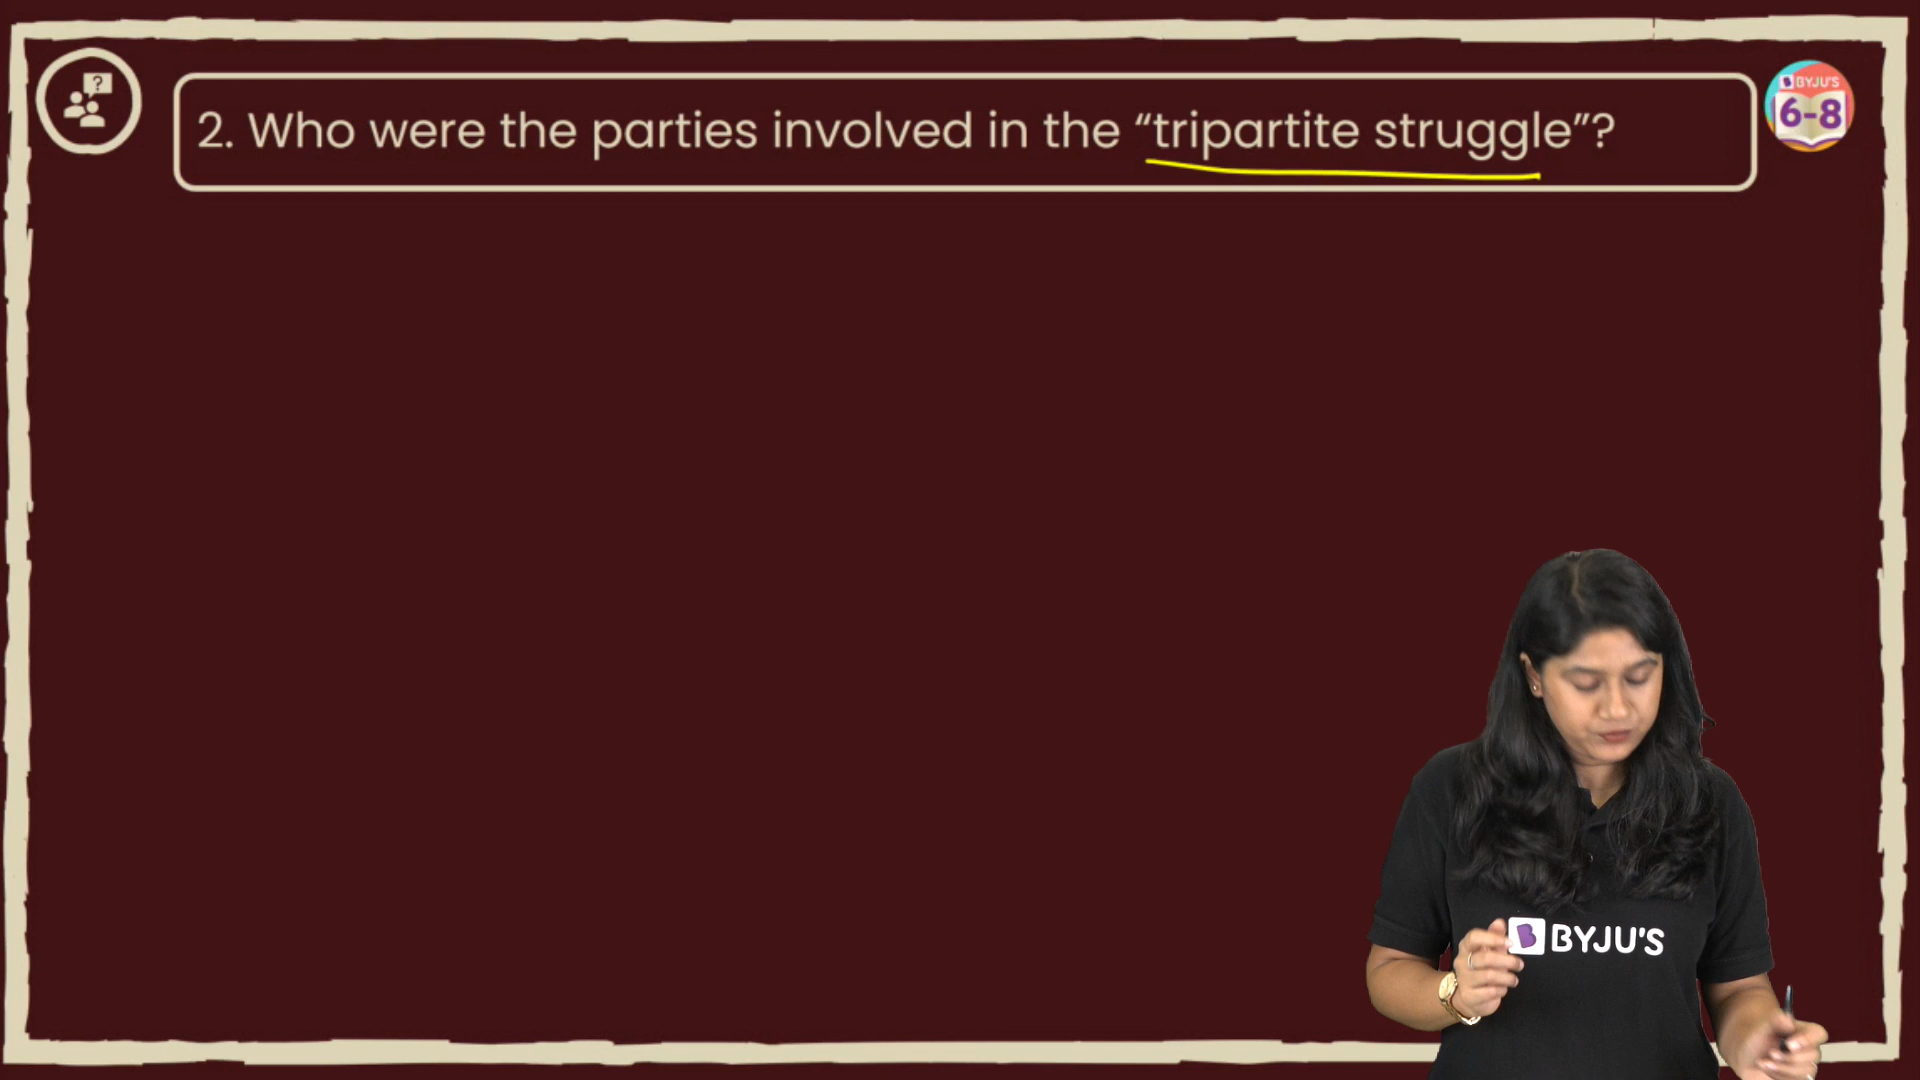 ?
2. Who were the parties involved in the “tripartite struggle”?
B BYJU'S
6-8
B BYJU'S